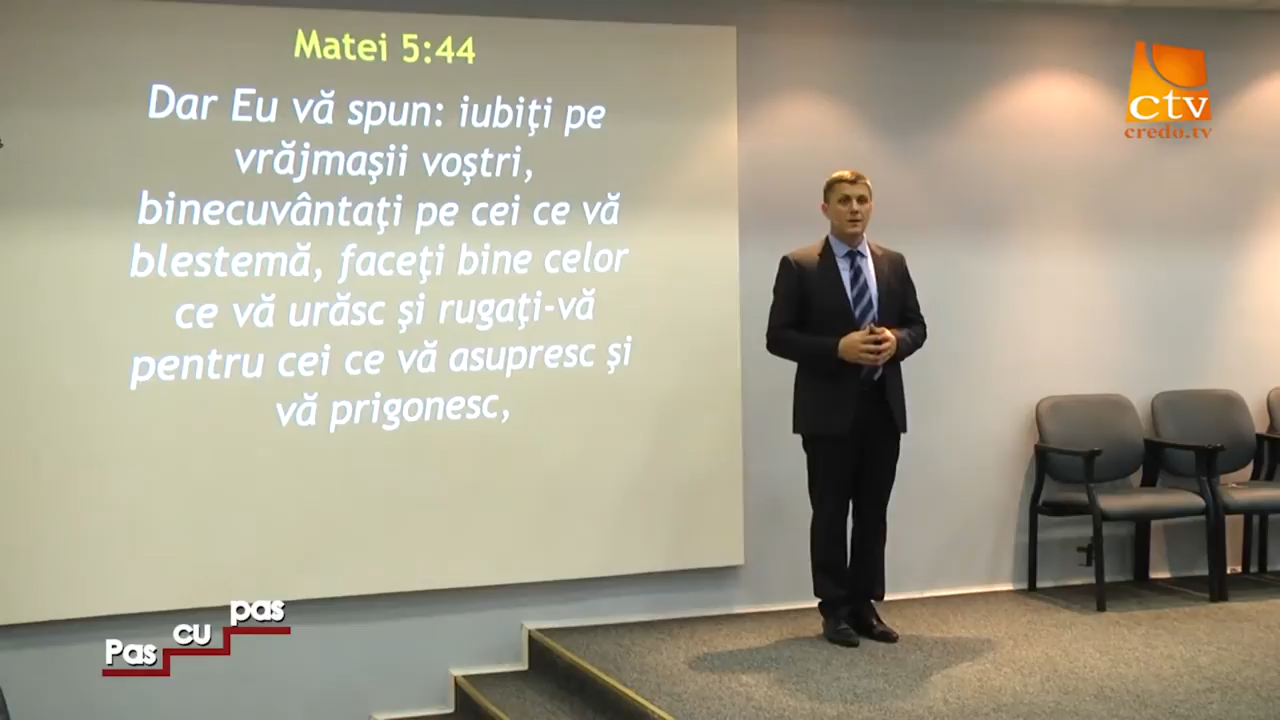 Matei 5:44
Dar Eu vă spun: iubiţi pe
vrăjmaşii voştri,
binecuvântaţi pe cei ce vă
blestemă, faceţi bine celor
ce vă urăsc şi rugaţi-vă
pentru cei ce vă asupresc şi
vă prigonesc,
ctv
credo.tv
Pas cu pas